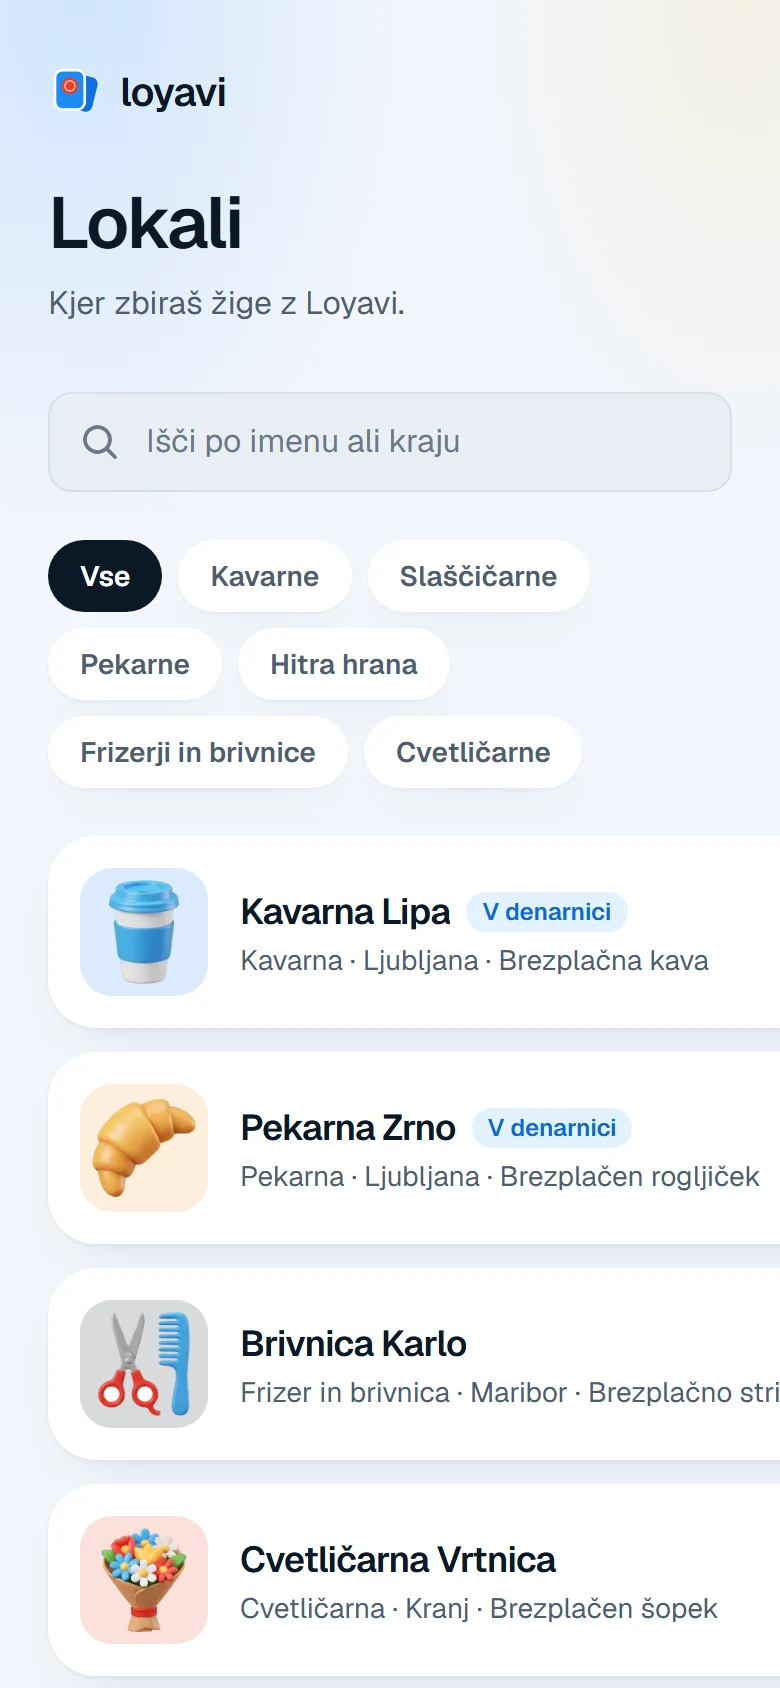 loyavi
Lokali
Kjer zbiraš žige z Loyavi.
Išči po imenu ali kraju
Vse
Kavarne
Slaščičarne
Pekarne
Hitra hrana
Frizerji in brivnice
Cvetličarne
Kavarna Lipa
V denarnici
Kavarna · Ljubljana · Brezplačna kava
Pekarna Zrno
V denarnici
Pekarna · Ljubljana · Brezplačen rogljiček
Brivnica Karlo
Frizer in brivnica · Maribor · Brezplačno stri
Cvetličarna Vrtnica
Cvetličarna · Kranj · Brezplačen šopek